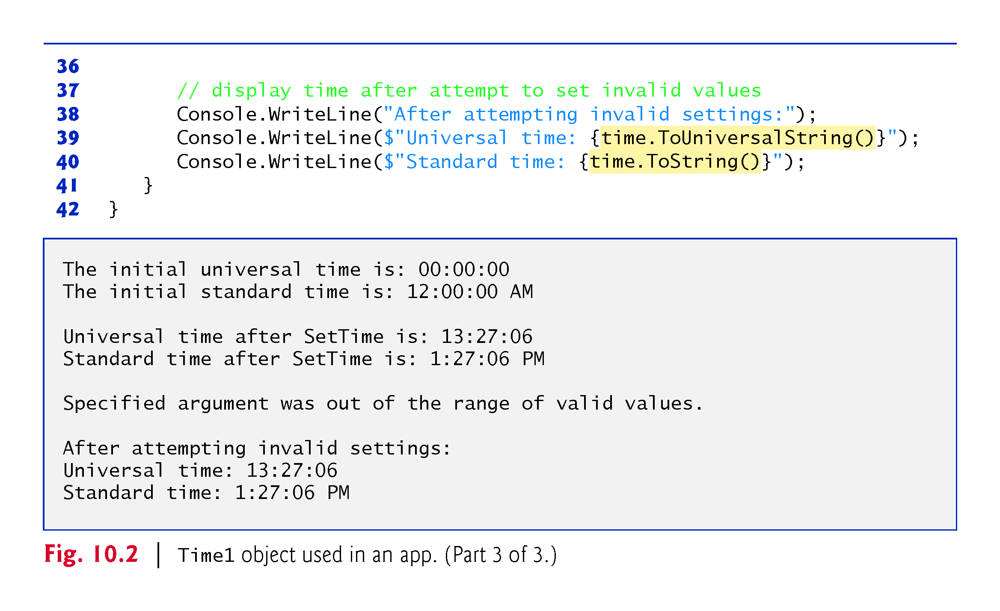 36
37 // display time after attempt to set invalid values
38 Console.WriteLine("After attempting invalid settings:");
39 Console.WriteLine($"Universal time: {time.ToUniversalString()}");
40 Console.WriteLine($"Standard time: {time.ToString()}");
41 }
42 }
The initial universal time is: 00:00:00
The initial standard time is: 12:00:00 AM
Universal time after SetTime is: 13:27:06
Standard time after SetTime is: 1:27:06 PM
Specified argument was out of the range of valid values.
After attempting invalid settings:
Universal time: 13:27:06
Standard time: 1:27:06 PM
Fig. 10.2 | Time1 object used in an app. (Part 3 of 3.)